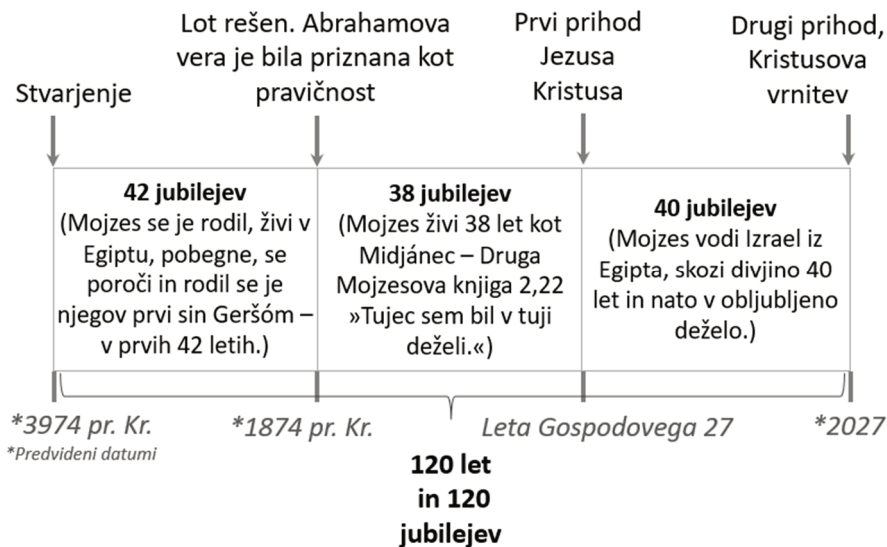 Stvarjenje
Lot rešen. Abrahamova
vera je bila priznana kot
pravičnost
Prvi prihod
Jezusa
Kristusa
Drugi prihod,
Kristusova
vrnitev
42 jubilejev
(Mojzes se je rodil, živi v
Egiptu, pobegne, se
poroči in rodil se je
njegov prvi sin Geršóm –
v prvih 42 letih.)
38 jubilejev
(Mojzes živi 38 let kot
Midjánec – Druga
Mojzesova knjiga 2,22
»Tujec sem bil v tuji
deželi.«)
40 jubilejev
(Mojzes vodi Izrael iz
Egipta, skozi divjino 40
let in nato v obljubljeno
deželo.)
*3974 pr. Kr.
*1874 pr. Kr.
Leta Gospodovega 27
*2027
*Predvideni datumi
120 let
in 120
jubilejev